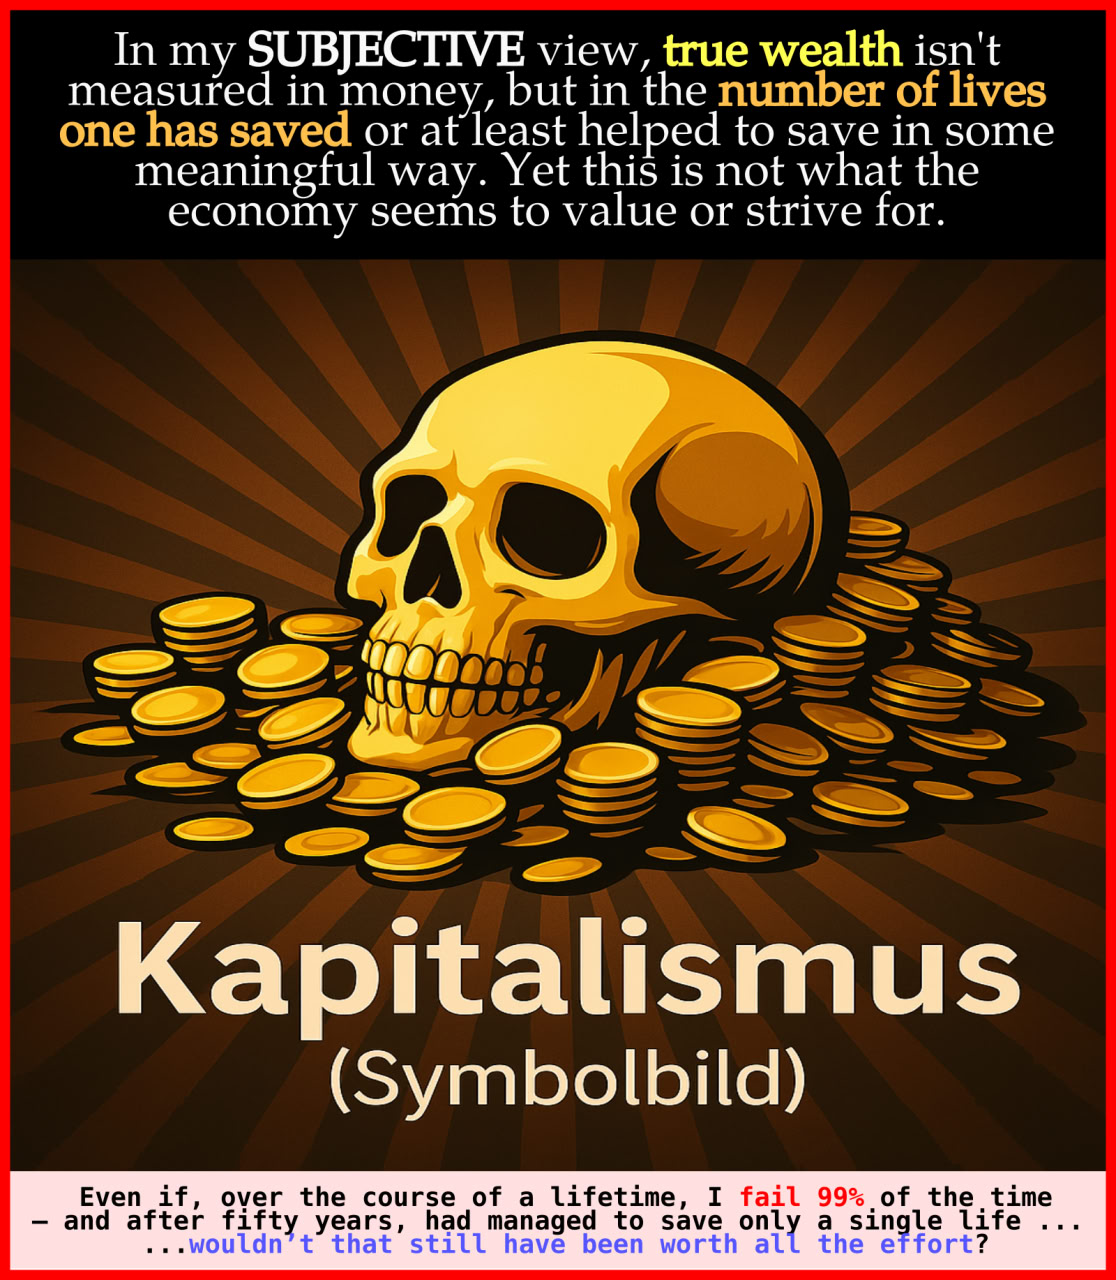 In my SUBJECTIVE view, true wealth isn't
measured in money, but in the number of lives
one has saved or at least helped to save in some
meaningful way. Yet this is not what the
economy seems to value or strive for.
Kapitalismus
(Symbolbild)
Even if, over the course of a lifetime, I fail 99% of the time
— and after fifty years, had managed to save only a single life ...
...wouldn’t that still have been worth all the effort?